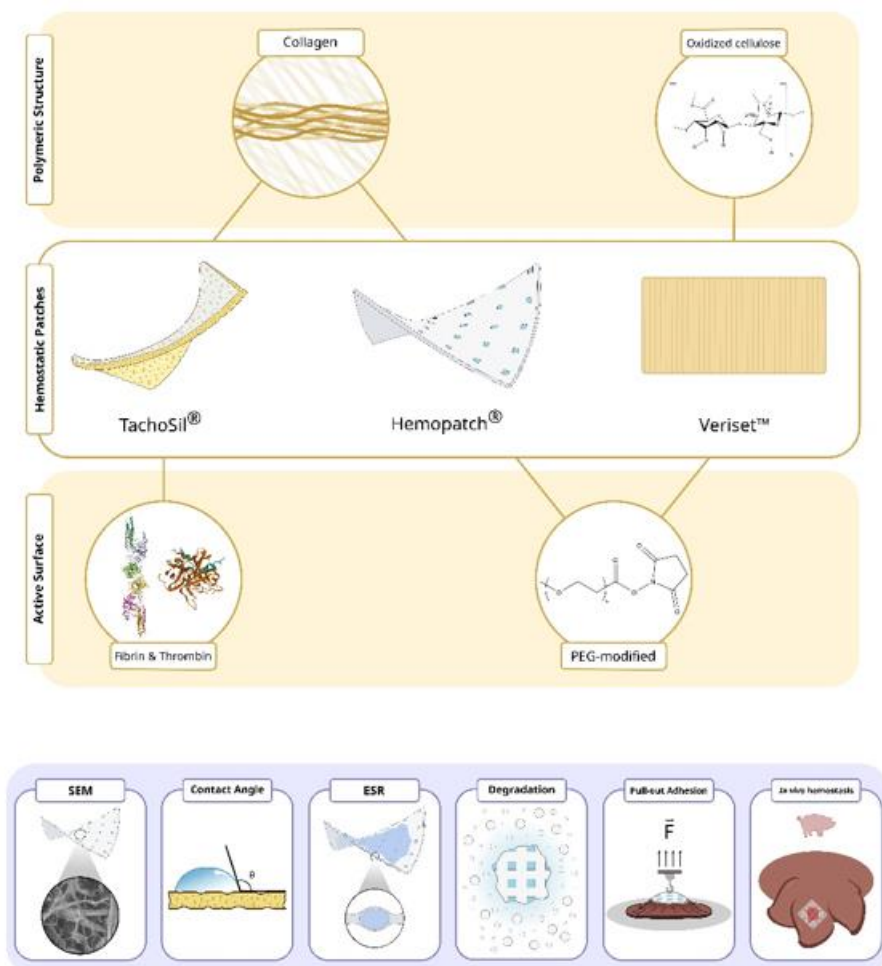 Polymeric Structure
Collagen
Oxidized cellulose
Hemostatic Patches
TachoSil®
Hemopatch®
Veriset™
Active Surface
Fibrin & Thrombin
PEG-modified
SEM
Contact Angle
θ
ESR
Degradation
Pull-out Adhesion
F
In vivo hemostasis